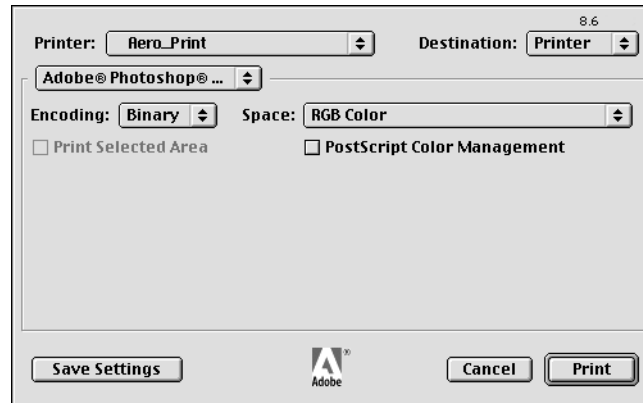 8.6
Printer: Aero_Print Destination: Printer
Adobe® Photoshop® ...
Encoding: Binary Space: RGB Color
Print Selected Area PostScript Color Management
Save Settings Adobe® Cancel Print